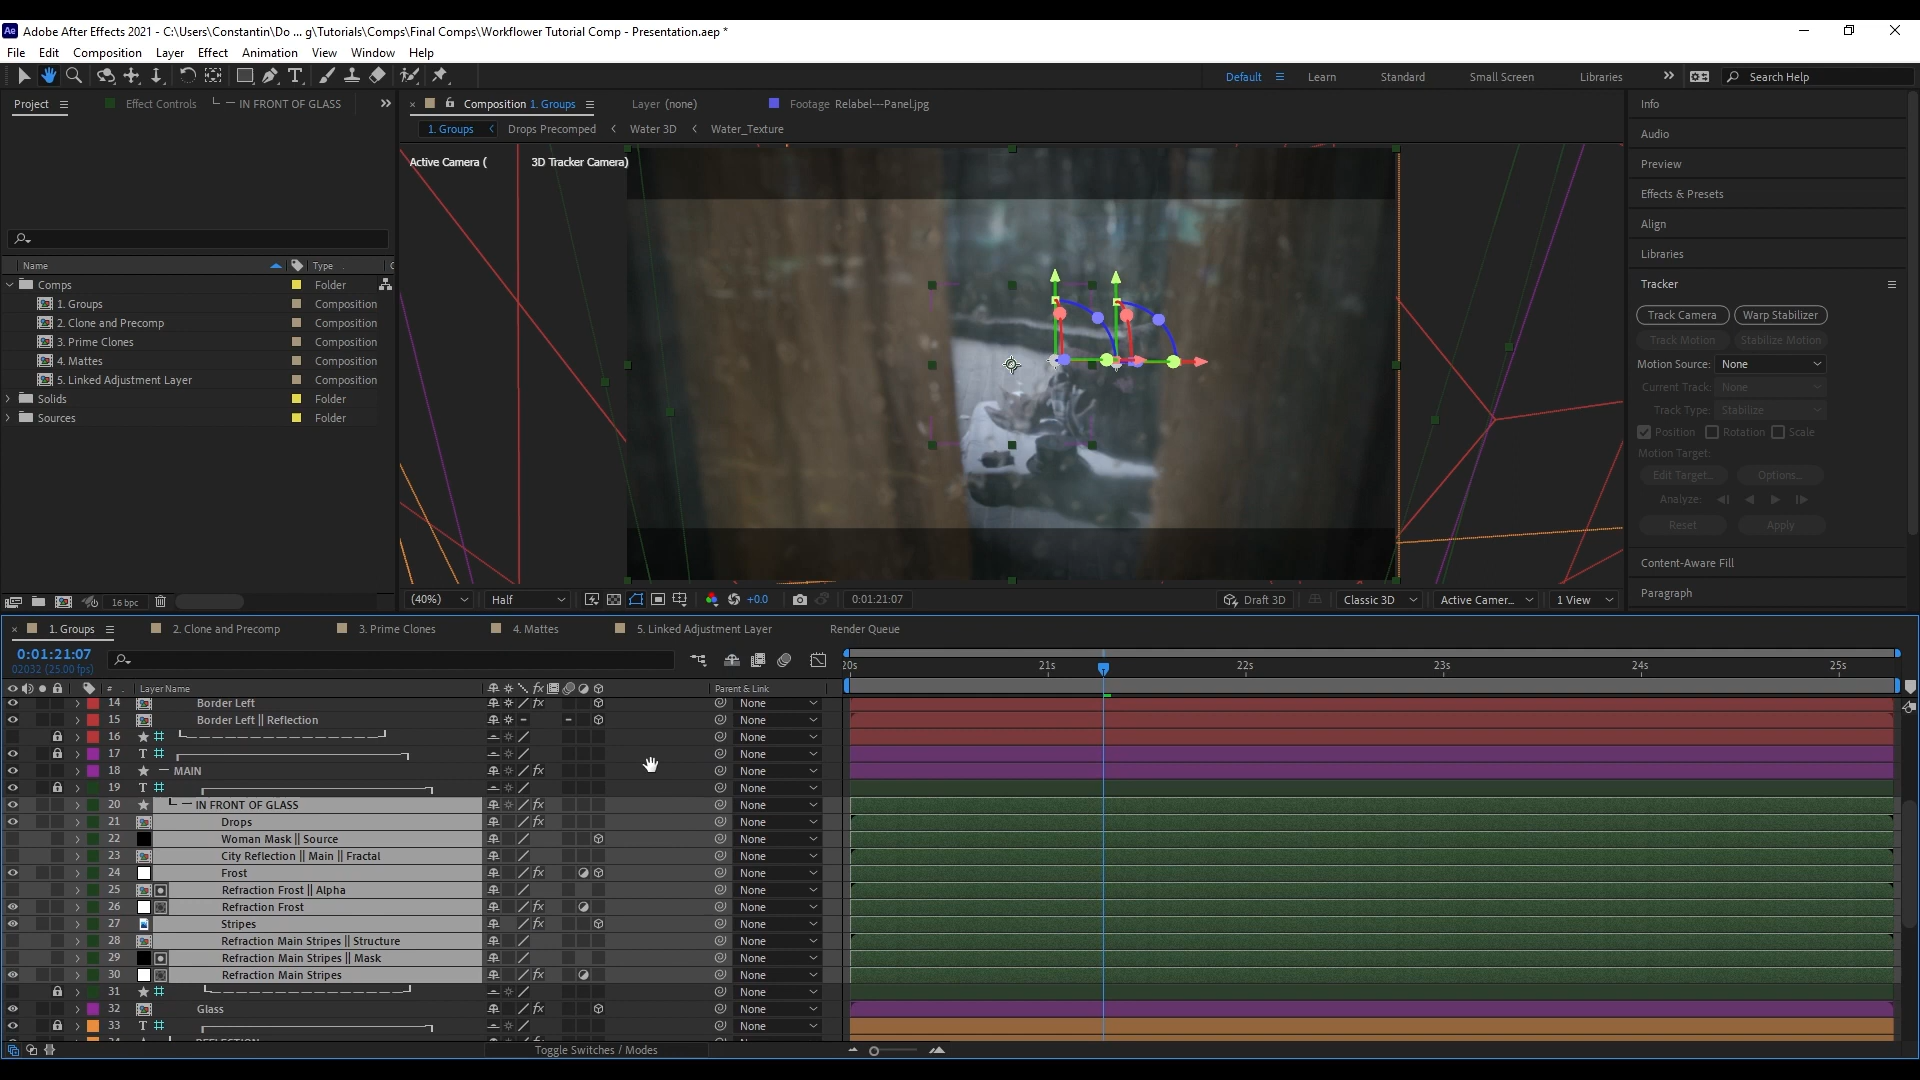 Ae Adobe After Effects 2021 - C:\Users\Constantin\Do ... g\Tutorials\Comps\Final Comps\Workflower Tutorial Comp - Presentation.aep *
File Edit Composition Layer Effect Animation View Window Help
Default Learn Standard Small Screen Libraries Search Help
Project Effect Controls IN FRONT OF GLASS
Composition 1. Groups Layer (none) Footage Relabel---Panel.jpg
1. Groups Drops Precomped Water 3D Water_Texture
Active Camera ( 3D Tracker Camera)
Name Type
Comps Folder
1. Groups Composition
2. Clone and Precomp Composition
3. Prime Clones Composition
4. Mattes Composition
5. Linked Adjustment Layer Composition
Solids Folder
Sources Folder
16 bpc
(40%) Half +0.0 0:01:21:07 Draft 3D Classic 3D Active Camer... 1 View
Info
Audio
Preview
Effects & Presets
Align
Libraries
Tracker
Track Camera Warp Stabilizer
Track Motion Stabilize Motion
Motion Source: None
Current Track: None
Track Type: Stabilize
Position Rotation Scale
Motion Target:
Edit Target... Options...
Analyze:
Reset Apply
Content-Aware Fill
Paragraph
1. Groups 2. Clone and Precomp 3. Prime Clones 4. Mattes 5. Linked Adjustment Layer Render Queue
0:01:21:07
02032 (25.00 fps)
20s 21s 22s 23s 24s 25s
# Layer Name Parent & Link
14 Border Left None
15 Border Left || Reflection None
16 None
17 None
18 MAIN None
19 None
20 IN FRONT OF GLASS None
21 Drops None
22 Woman Mask || Source None
23 City Reflection || Main || Fractal None
24 Frost None
25 Refraction Frost || Alpha None
26 Refraction Frost None
27 Stripes None
28 Refraction Main Stripes || Structure None
29 Refraction Main Stripes || Mask None
30 Refraction Main Stripes None
31 None
32 Glass None
33 None
Toggle Switches / Modes